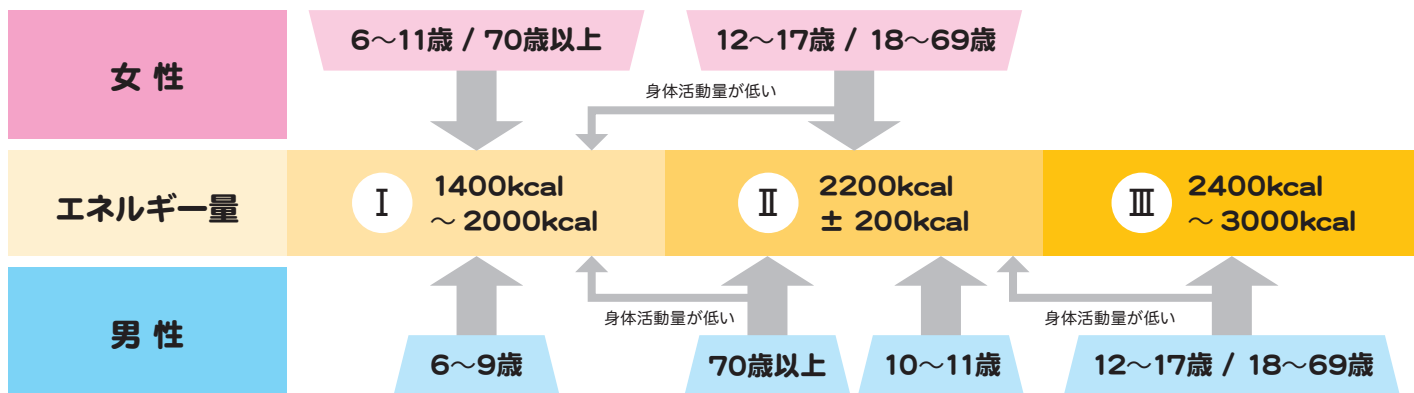 女性
6〜11歳 / 70歳以上
12〜17歳 / 18〜69歳
身体活動量が低い
エネルギー量
Ⅰ
1400kcal
〜 2000kcal
Ⅱ
2200kcal
± 200kcal
Ⅲ
2400kcal
〜 3000kcal
男性
身体活動量が低い
身体活動量が低い
6〜9歳
70歳以上
10〜11歳
12〜17歳 / 18〜69歳